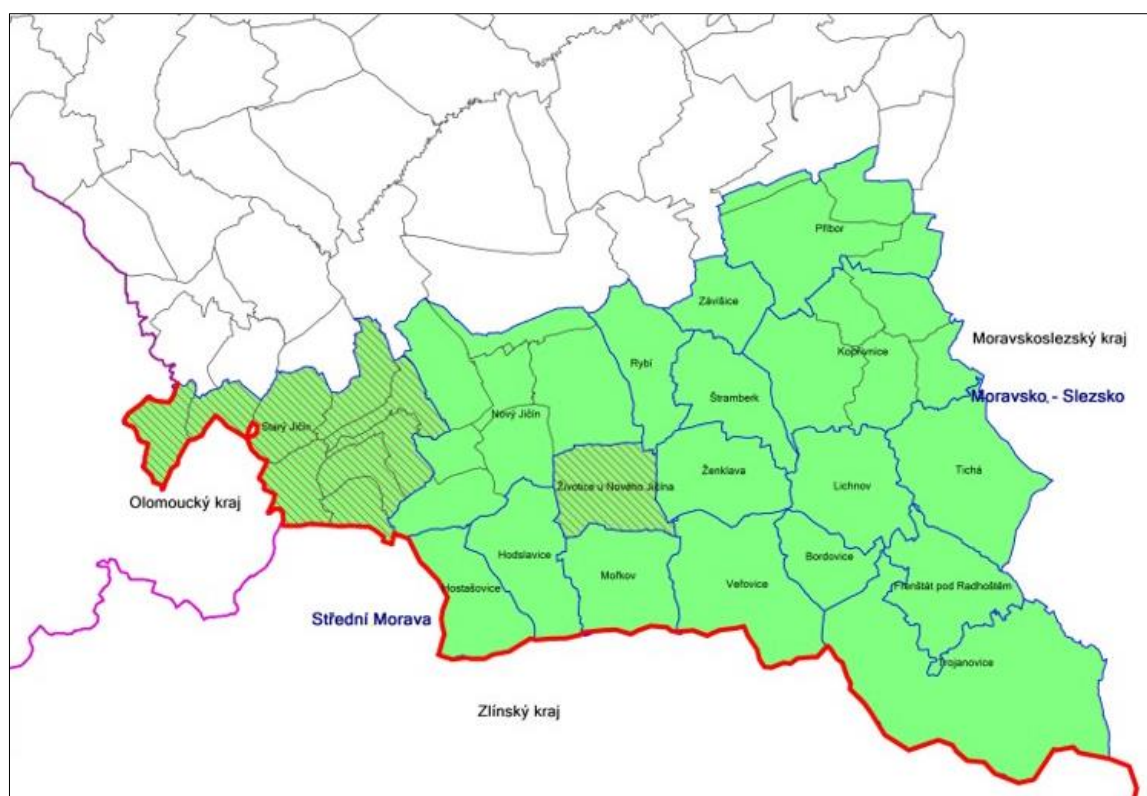 Příbor
Závišice
Moravskoslezský kraj
Kopřivnice
Rybí
Moravsko - Slezsko
Štramberk
Nový Jičín
Starý Jičín
Tichá
Ženklava
Lichnov
Životice u Nového Jičína
Olomoucký kraj
Hodslavice
Bordovice
Mořkov
Veřovice
Hostašovice
Frenštát pod Radhoštěm
Střední Morava
Trojanovice
Zlínský kraj